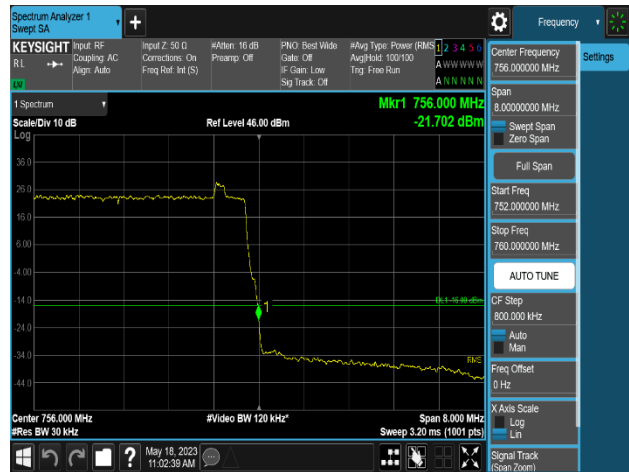 Spectrum Analyzer 1
Swept SA
Frequency
KEYSIGHT
Input: RF
Input Z: 50 Ω
#Atten: 16 dB
PNO: Best Wide
#Avg Type: Power (RMS
1 2 3 4 5 6
R L
Coupling: AC
Corrections: On
Preamp: Off
Gate: Off
Avg|Hold: 100/100
A W W W W W
Align: Auto
Freq Ref: Int (S)
IF Gain: Low
Trig: Free Run
Sig Track: Off
A N N N N N
1 Spectrum
Mkr1 756.000 MHz
Scale/Div 10 dB
Ref Level 46.00 dBm
-21.702 dBm
Log
36.0
26.0
16.0
6.00
-4.00
-14.0
-24.0
-34.0
-44.0
1
RMS
Center 756.000 MHz
#Video BW 120 kHz*
Span 8.000 MHz
#Res BW 30 kHz
Sweep 3.20 ms (1001 pts)
May 18, 2023
11:02:39 AM
?
Center Frequency
756.000000 MHz
Settings
Span
8.00000000 MHz
Swept Span
Zero Span
Full Span
Start Freq
752.000000 MHz
Stop Freq
760.000000 MHz
AUTO TUNE
CF Step
800.000 kHz
Auto
Man
Freq Offset
0 Hz
X Axis Scale
Log
Lin
Signal Track
(Span Zoom)